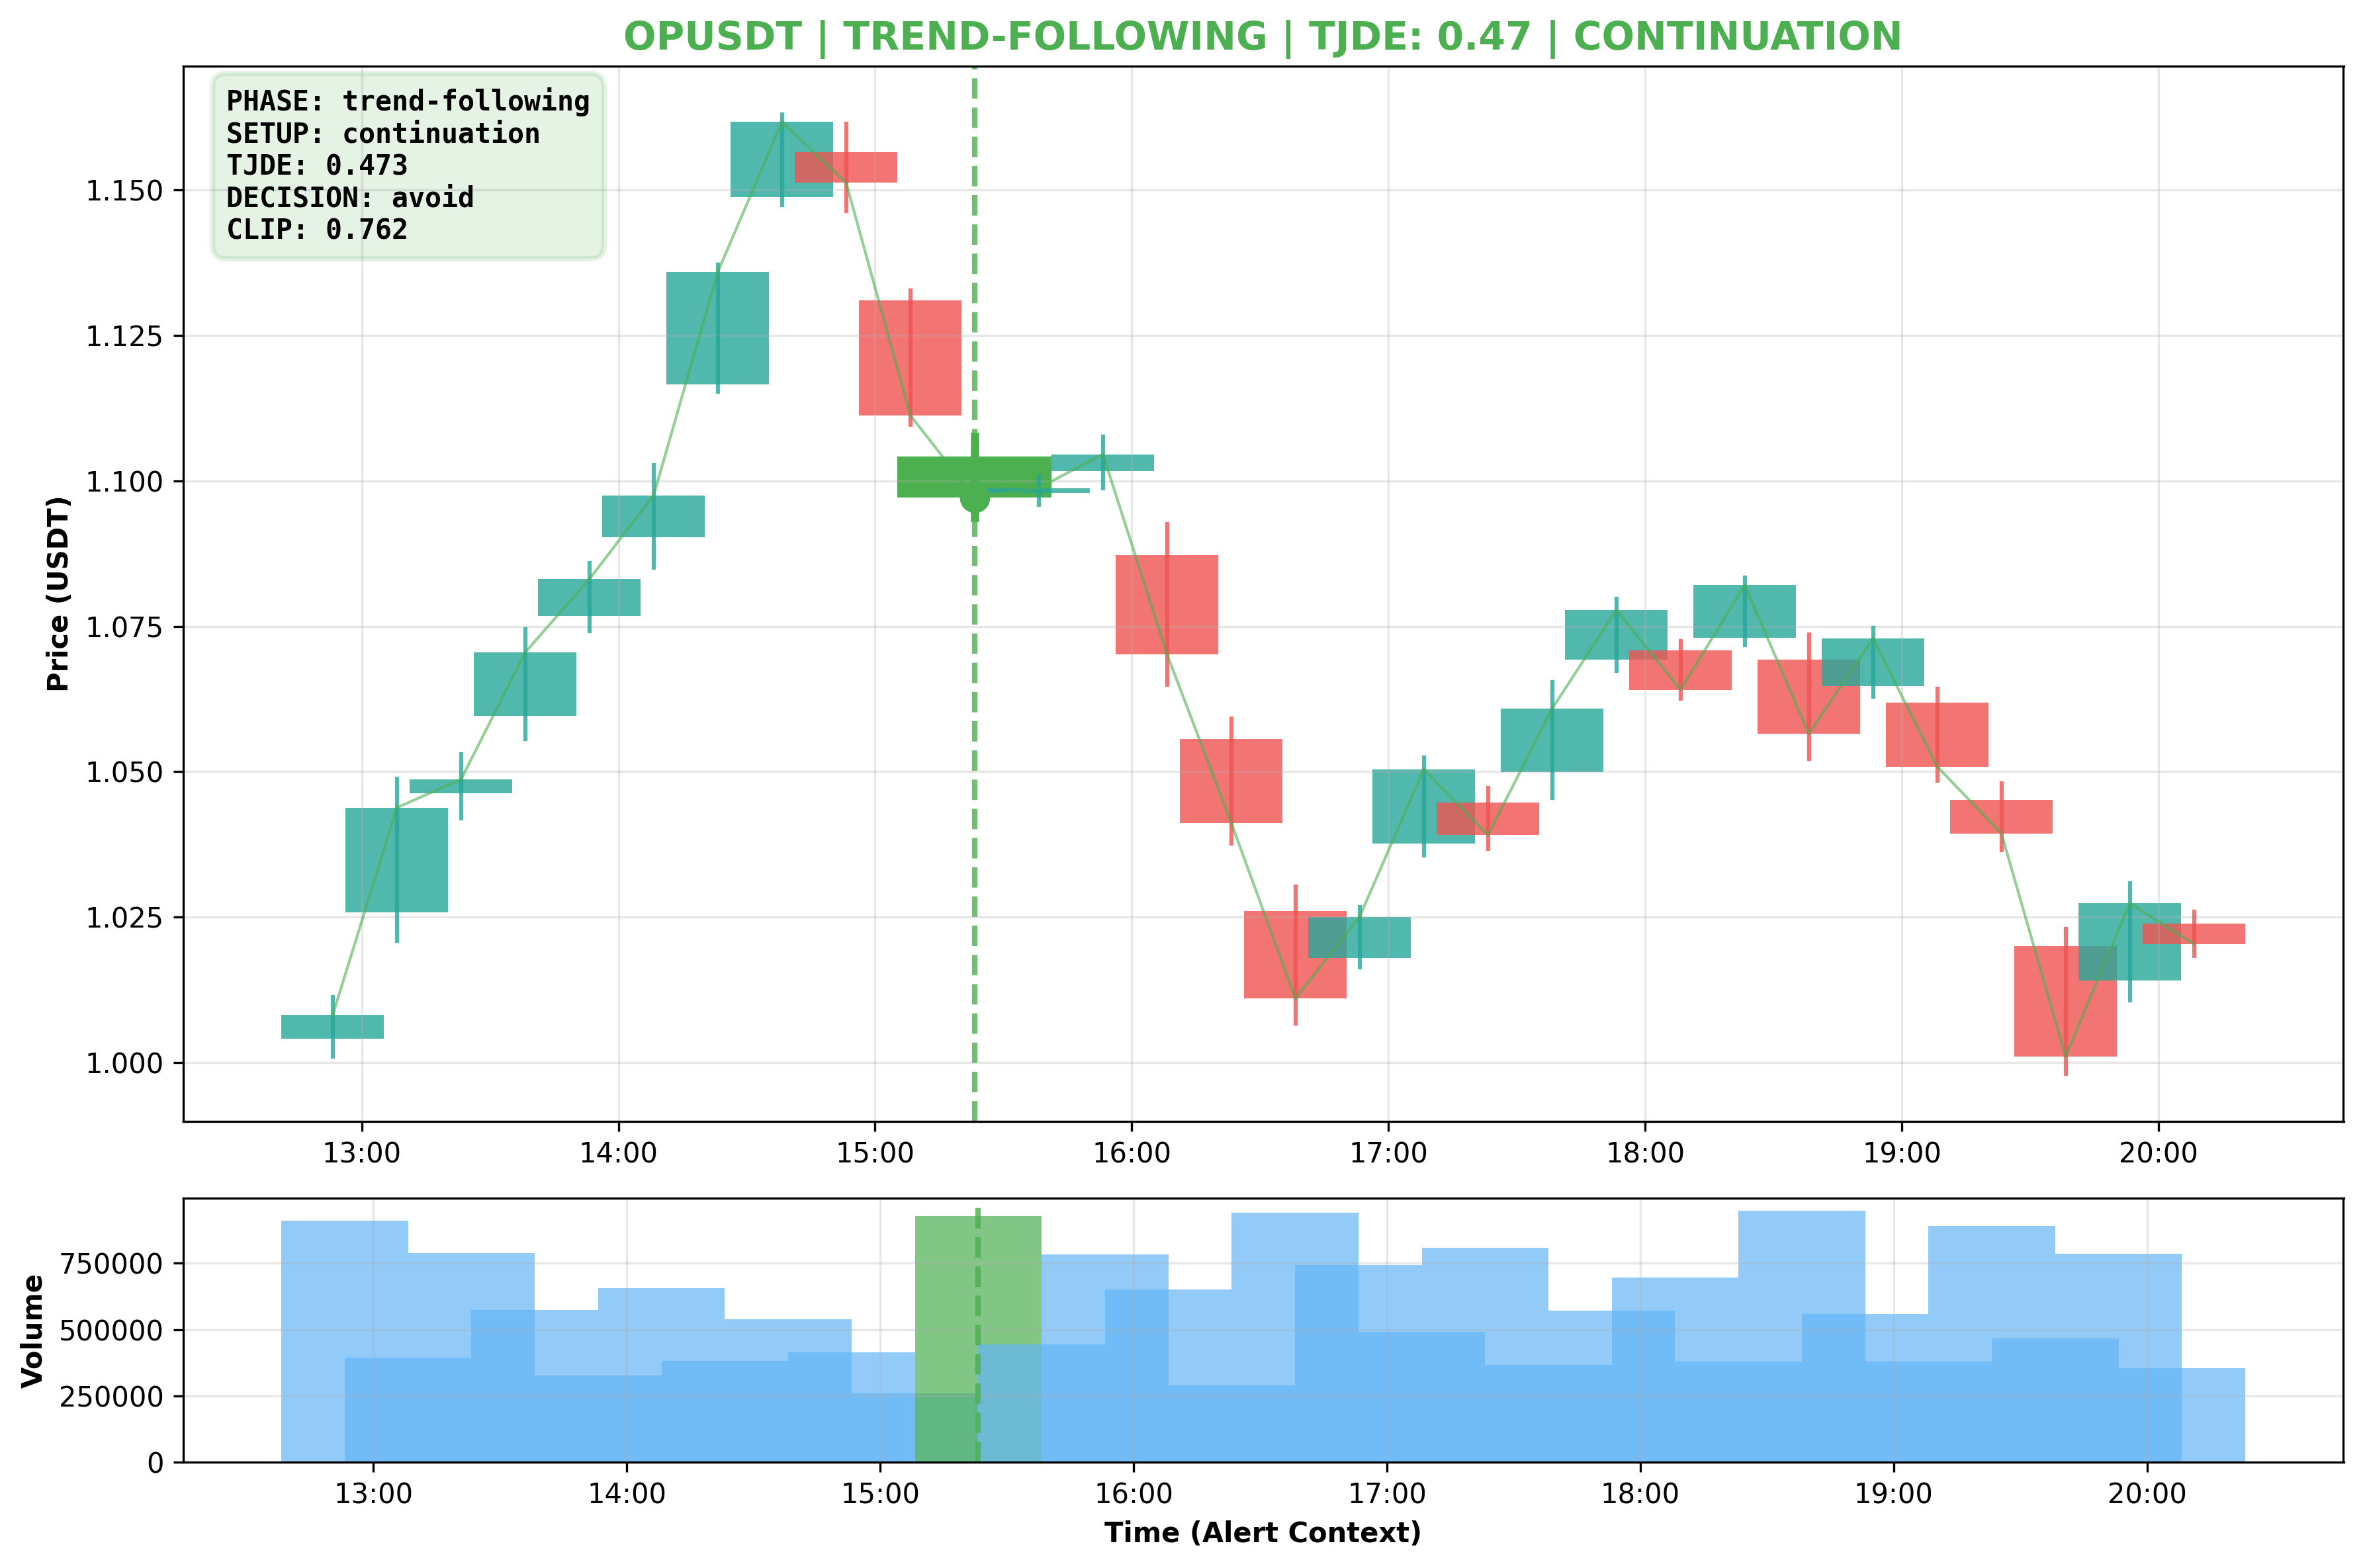 OPUSDT | TREND-FOLLOWING | TJDE: 0.47 | CONTINUATION
PHASE: trend-following
SETUP: continuation
TJDE: 0.473
DECISION: avoid
CLIP: 0.762
Price (USDT)
1.150
1.125
1.100
1.075
1.050
1.025
1.000
13:00 14:00 15:00 16:00 17:00 18:00 19:00 20:00
Volume
750000
500000
250000
0
13:00 14:00 15:00 16:00 17:00 18:00 19:00 20:00
Time (Alert Context)